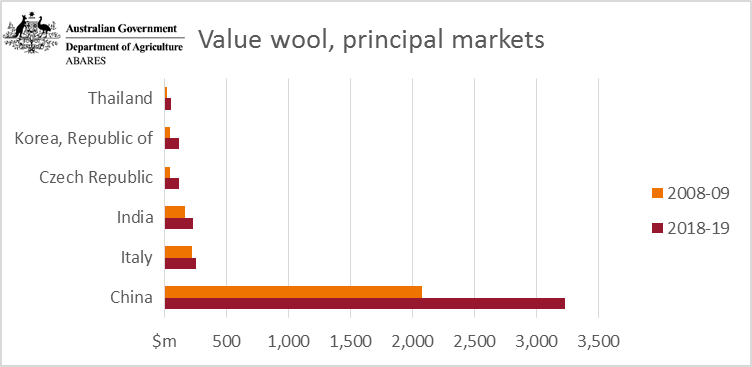 Australian Government
Department of Agriculture
ABARES
Value wool, principal markets
Thailand
Korea, Republic of
Czech Republic
India
Italy
China
$m 500 1,000 1,500 2,000 2,500 3,000 3,500
2008-09
2018-19